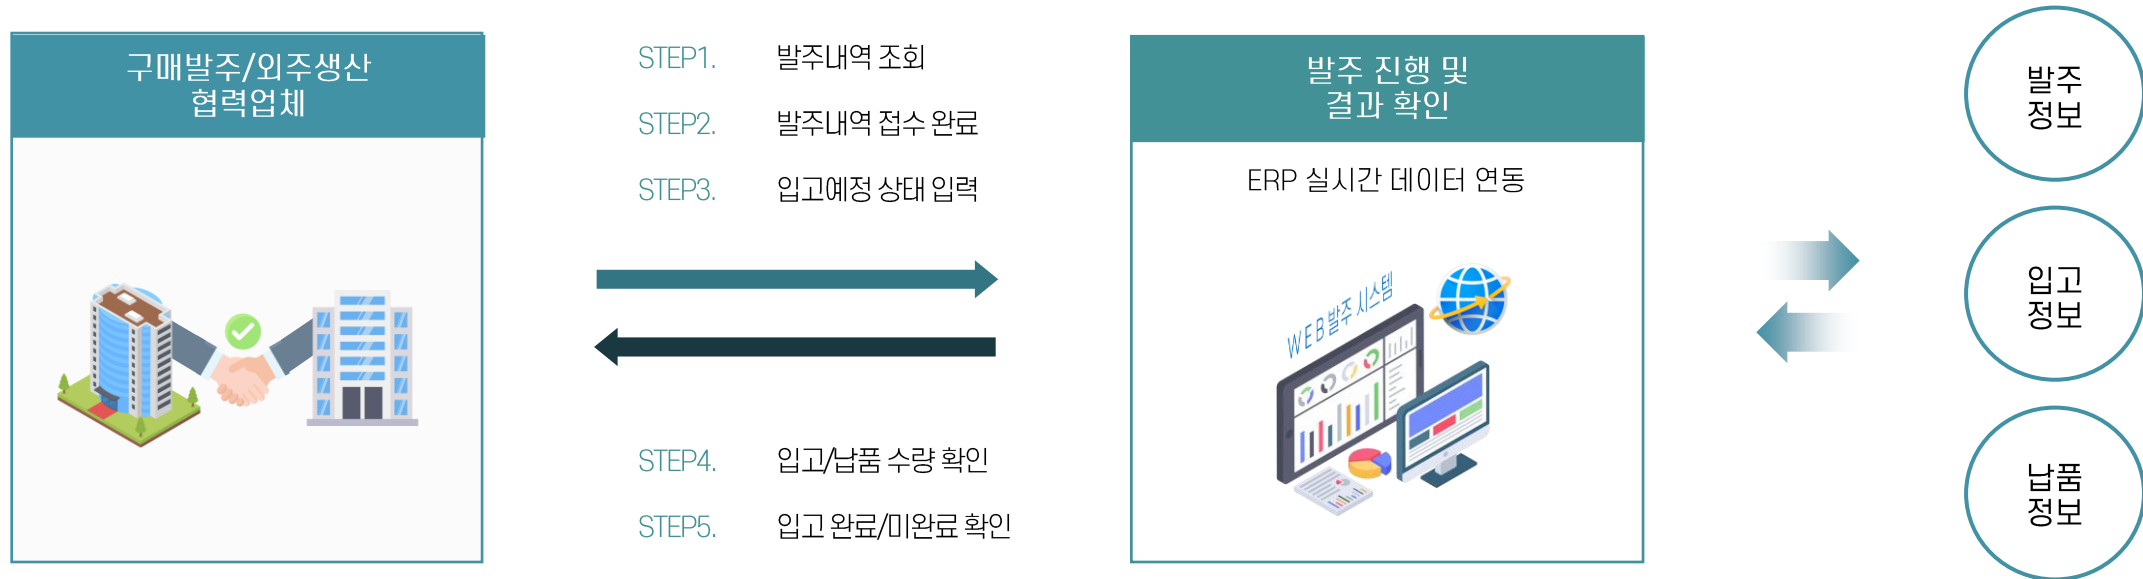 구매발주/외주생산
협력업체
STEP1. 발주내역 조회
STEP2. 발주내역 접수 완료
STEP3. 입고예정 상태 입력
STEP4. 입고/납품 수량 확인
STEP5. 입고 완료/미완료 확인
발주 진행 및
결과 확인
ERP 실시간 데이터 연동
WEB발주 시스템
발주
정보
입고
정보
납품
정보